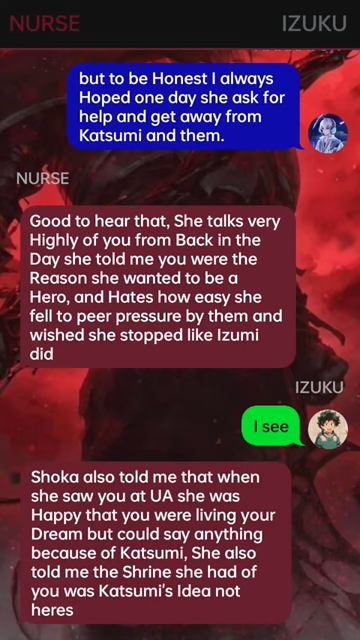 NURSE
IZUKU
but to be Honest I always
Hoped one day she ask for
help and get away from
Katsumi and them.
NURSE
Good to hear that, She talks very
Highly of you from Back in the
Day she told me you were the
Reason she wanted to be a
Hero, and Hates how easy she
fell to peer pressure by them and
wished she stopped like Izumi
did
IZUKU
I see
Shoka also told me that when
she saw you at UA she was
Happy that you were living your
Dream but could say anything
because of Katsumi, She also
told me the Shrine she had of
you was Katsumi's Idea not
heres